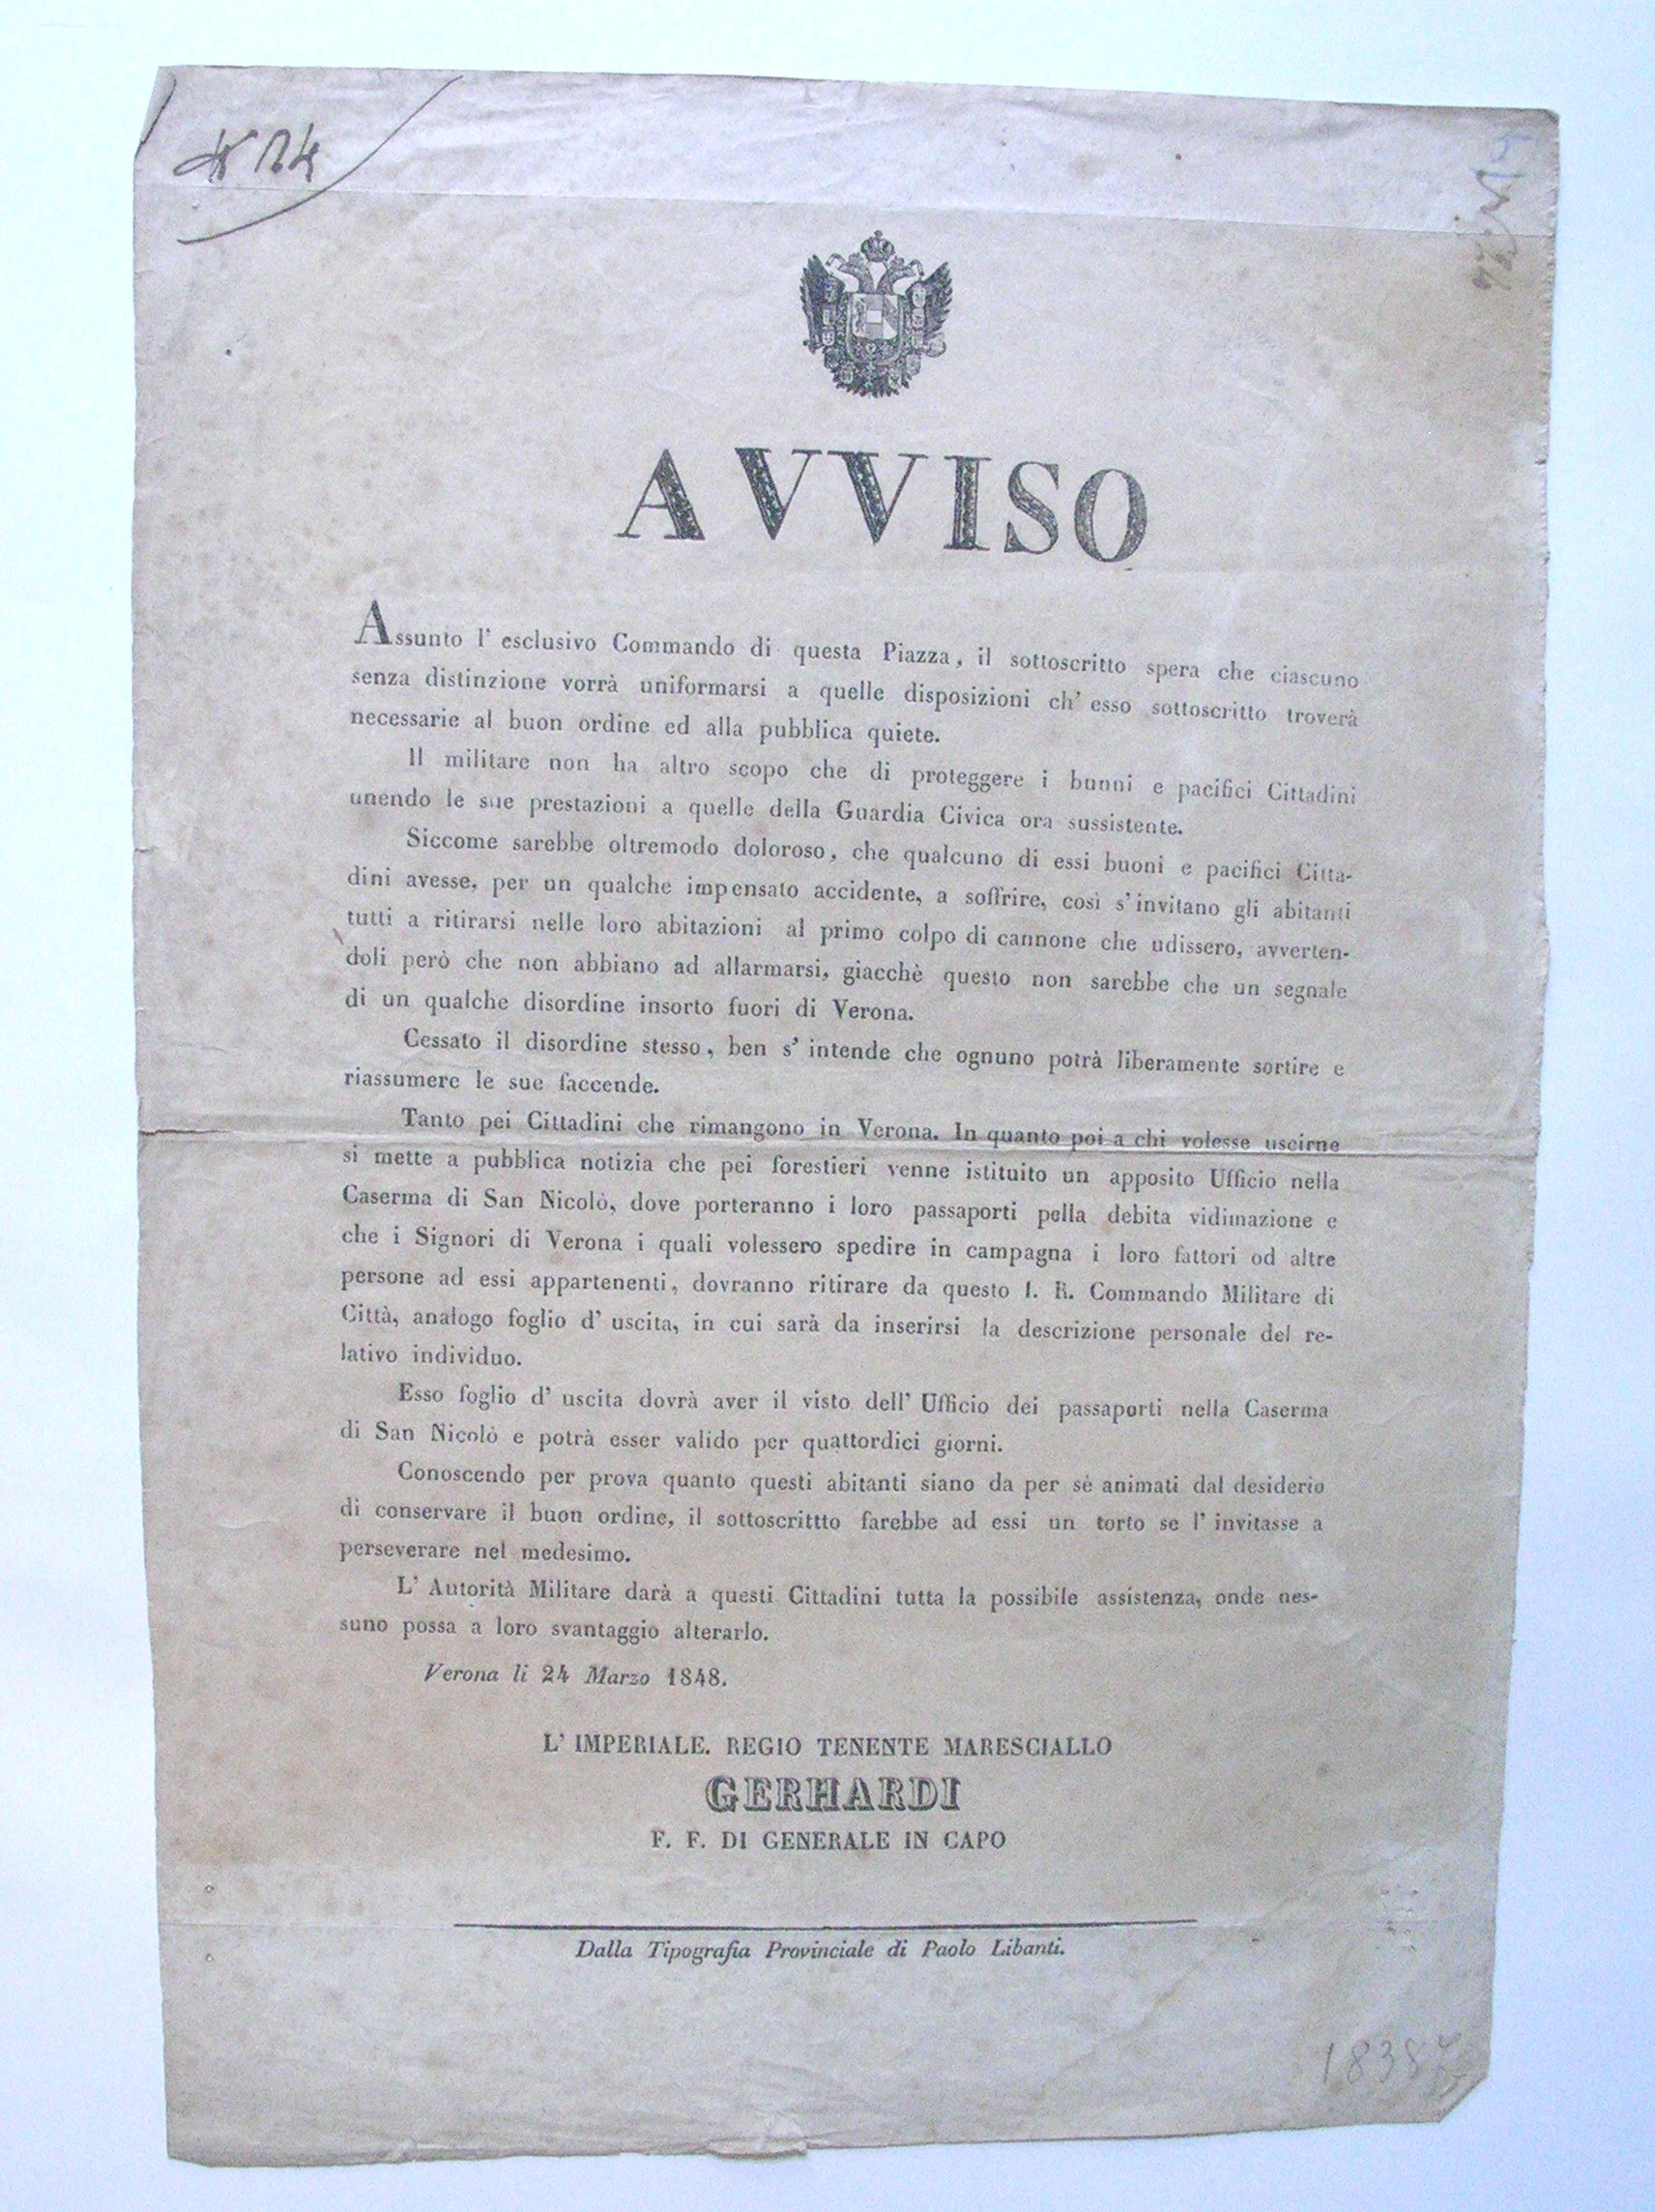 AVVISO
Assunto l' esclusivo Commando di questa Piazza, il sottoscritto spera che ciascuno
senza distinzione vorrà uniformarsi a quelle disposizioni ch' esso sottoscritto troverà
necessarie al buon ordine ed alla pubblica quiete.
Il militare non ha altro scopo che di proteggere i bunni e pacifici Cittadini
unendo le sue prestazioni a quelle della Guardia Civica ora sussistente.
Siccome sarebbe oltremodo doloroso, che qualcuno di essi buoni e pacifici Citta-
dini avesse, per un qualche impensato accidente, a soffrire, così s' invitano gli abitanti
tutti a ritirarsi nelle loro abitazioni al primo colpo di cannone che udissero, avverten-
doli però che non abbiano ad allarmarsi, giacchè questo non sarebbe che un segnale
di un qualche disordine insorto fuori di Verona.
Cessato il disordine stesso, ben s' intende che ognuno potrà liberamente sortire e
riassumere le sue faccende.
Tanto pei Cittadini che rimangono in Verona. In quanto poi a chi volesse uscirne
si mette a pubblica notizia che pei forestieri venne istituito un apposito Ufficio nella
Caserma di San Nicolò, dove porteranno i loro passaporti pella debita vidimazione e
che i Signori di Verona i quali volessero spedire in campagna i loro fattori od altre
persone ad essi appartenenti, dovranno ritirare da questo I. R. Commando Militare di
Città, analogo foglio d' uscita, in cui sarà da inserirsi la descrizione personale del re-
lativo individuo.
Esso foglio d' uscita dovrà aver il visto dell' Ufficio dei passaporti nella Caserma
di San Nicolò e potrà esser valido per quattordici giorni.
Conoscendo per prova quanto questi abitanti siano da per sè animati dal desiderio
di conservare il buon ordine, il sottoscrittto farebbe ad essi un torto se l' invitasse a
perseverare nel medesimo.
L' Autorità Militare darà a questi Cittadini tutta la possibile assistenza, onde nes-
suno possa a loro svantaggio alterarlo.
Verona li 24 Marzo 1848.
L' IMPERIALE. REGIO TENENTE MARESCIALLO
GERHARDI
F. F. DI GENERALE IN CAPO
Dalla Tipografia Provinciale di Paolo Libanti.